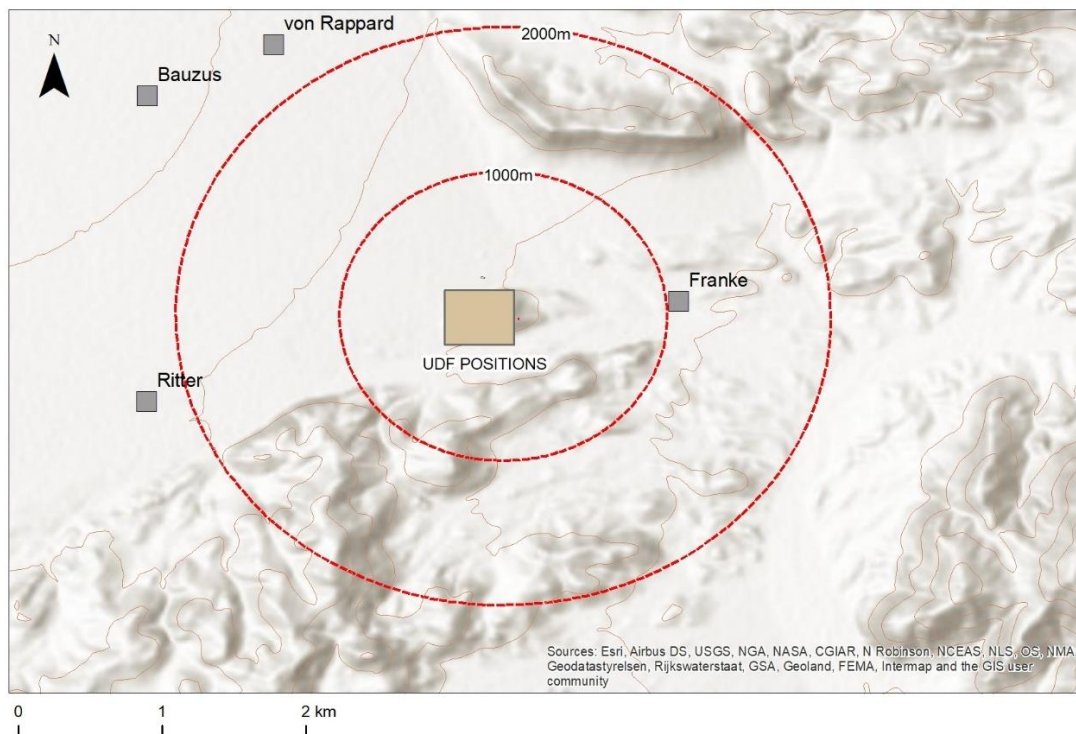 von Rappard
2000m
N
Bauzus
1000m
Franke
UDF POSITIONS
Ritter
Sources: Esri, Airbus DS, USGS, NGA, NASA, CGIAR, N Robinson, NCEAS, NLS, OS, NMA
Geodatastyrelsen, Rijkswaterstaat, GSA, Geoland, FEMA, Intermap and the GIS user
community
0 1 2 km